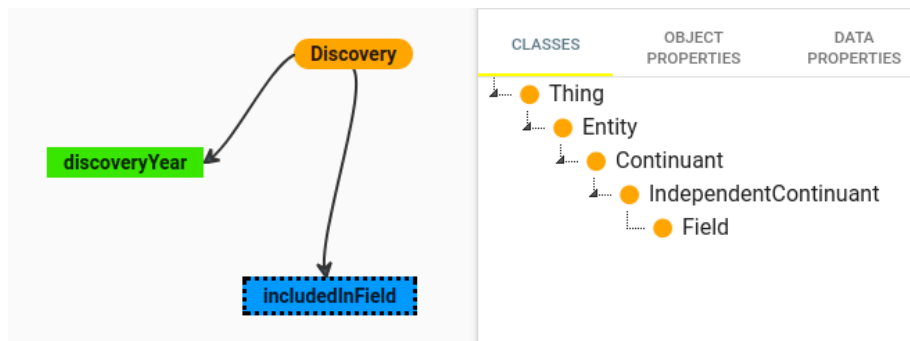 Discovery
discoveryYear
includedInField
CLASSES
OBJECT PROPERTIES
DATA PROPERTIES
Thing
Entity
Continuant
IndependentContinuant
Field